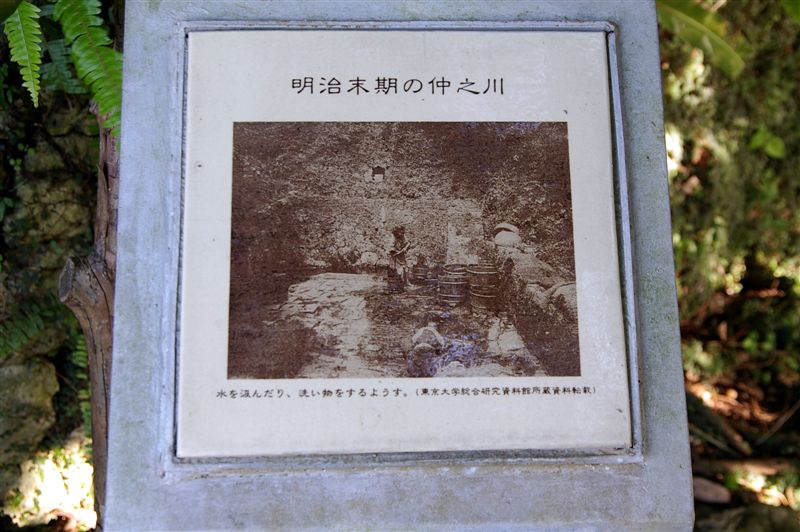 明治末期の仲之川
水を汲んだり、洗い物をするようす。(東京大学総合研究資料館所蔵資料転載)